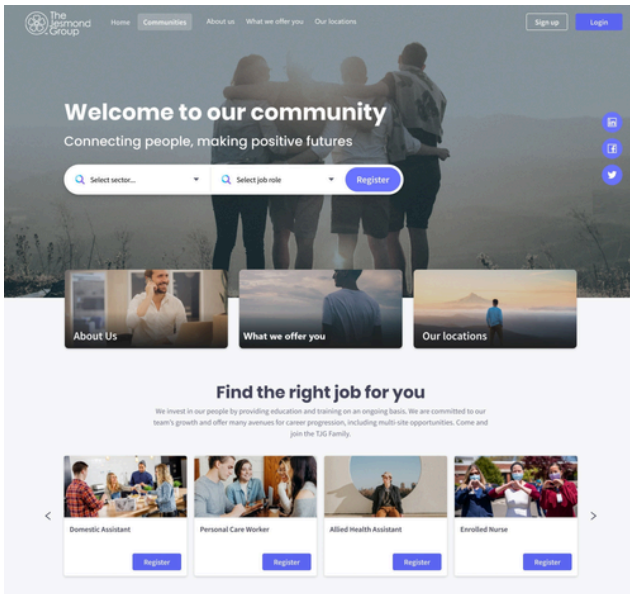 The
Jesmond
Group
Home Communities About us What we offer you Our locations Sign up Login
Welcome to our community
Connecting people, making positive futures
Select sector... Select job role Register
About Us What we offer you Our locations
Find the right job for you
We invest in our people by providing education and training on an ongoing basis. We are committed to our
team's growth and offer many avenues for career progression, including multi-site opportunities. Come and
join the TJG Family.
Domestic Assistant Personal Care Worker Allied Health Assistant Enrolled Nurse
Register Register Register Register